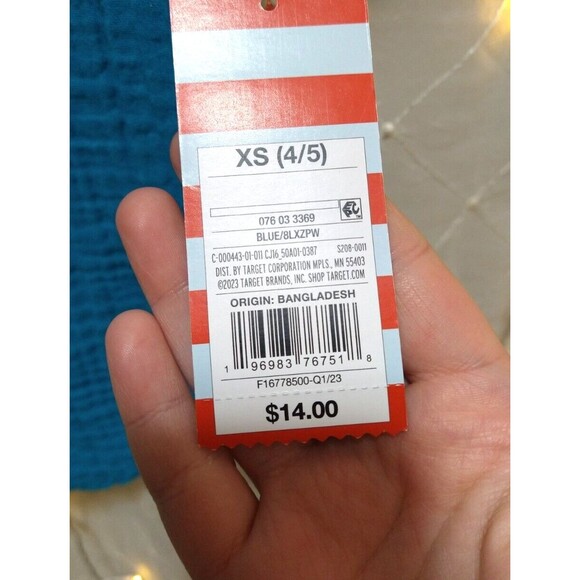 XS (4/5)
076 03 3369
BLUE/8LXZPW
C-000443-01-011 CJ16_50A01-0387 S208-0011
DIST. BY TARGET CORPORATION MPLS., MN 55403
©2023 TARGET BRANDS, INC. SHOP TARGET.COM
ORIGIN: BANGLADESH
1 96983 76751 8
F16778500-Q1/23
$14.00